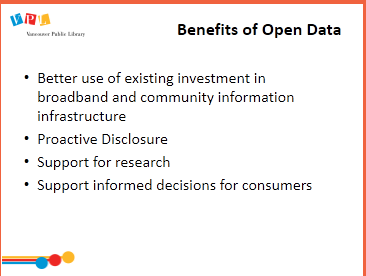 VPL
Vancouver Public Library
Benefits of Open Data
• Better use of existing investment in
broadband and community information
infrastructure
• Proactive Disclosure
• Support for research
• Support informed decisions for consumers